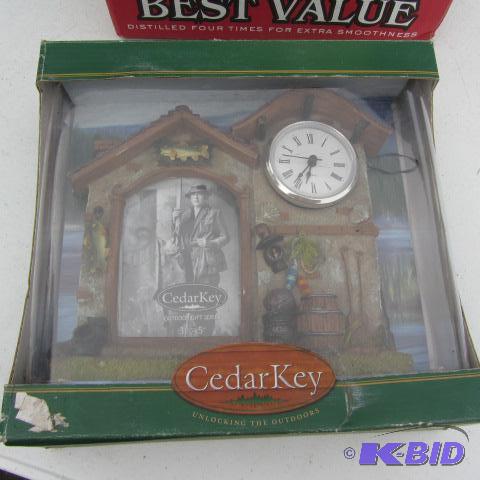 BEST VALUE
DISTILLED FOUR TIMES FOR EXTRA SMOOTHNESS
CedarKey
CedarKey
UNLOCKING THE OUTDOORS
© K-BID